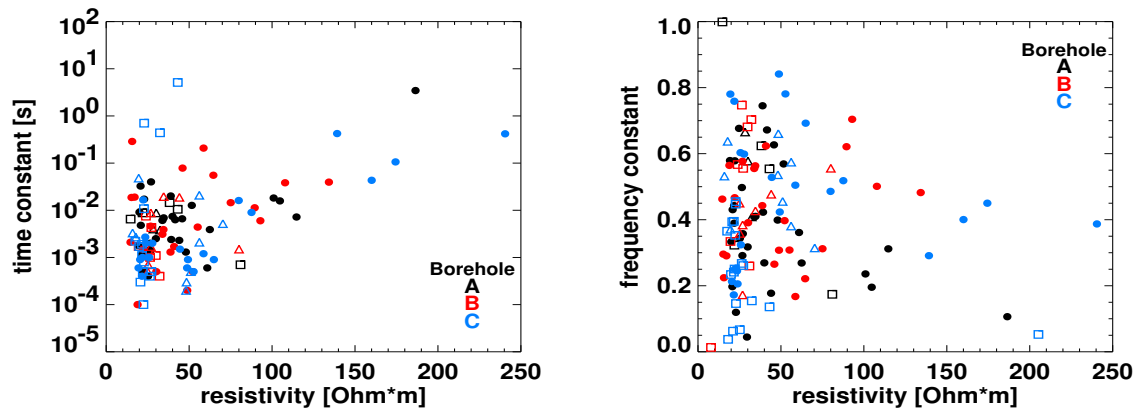 time constant [s]
10^2
10^1
10^0
10^-1
10^-2
10^-3
10^-4
10^-5
0 50 100 150 200 250
resistivity [Ohm*m]
Borehole
A
B
C
frequency constant
1.0
0.8
0.6
0.4
0.2
0.0
0 50 100 150 200 250
resistivity [Ohm*m]
Borehole
A
B
C